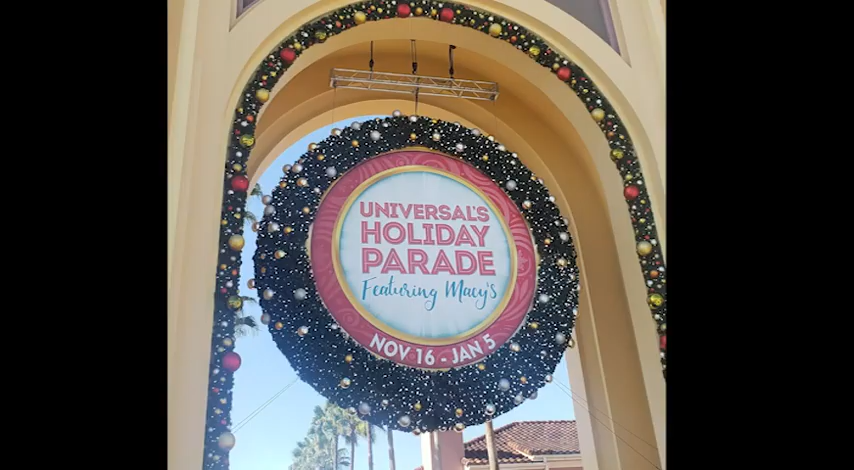 UNIVERSAL'S
HOLIDAY
PARADE
Featuring Macy's
NOV 16 - JAN 5